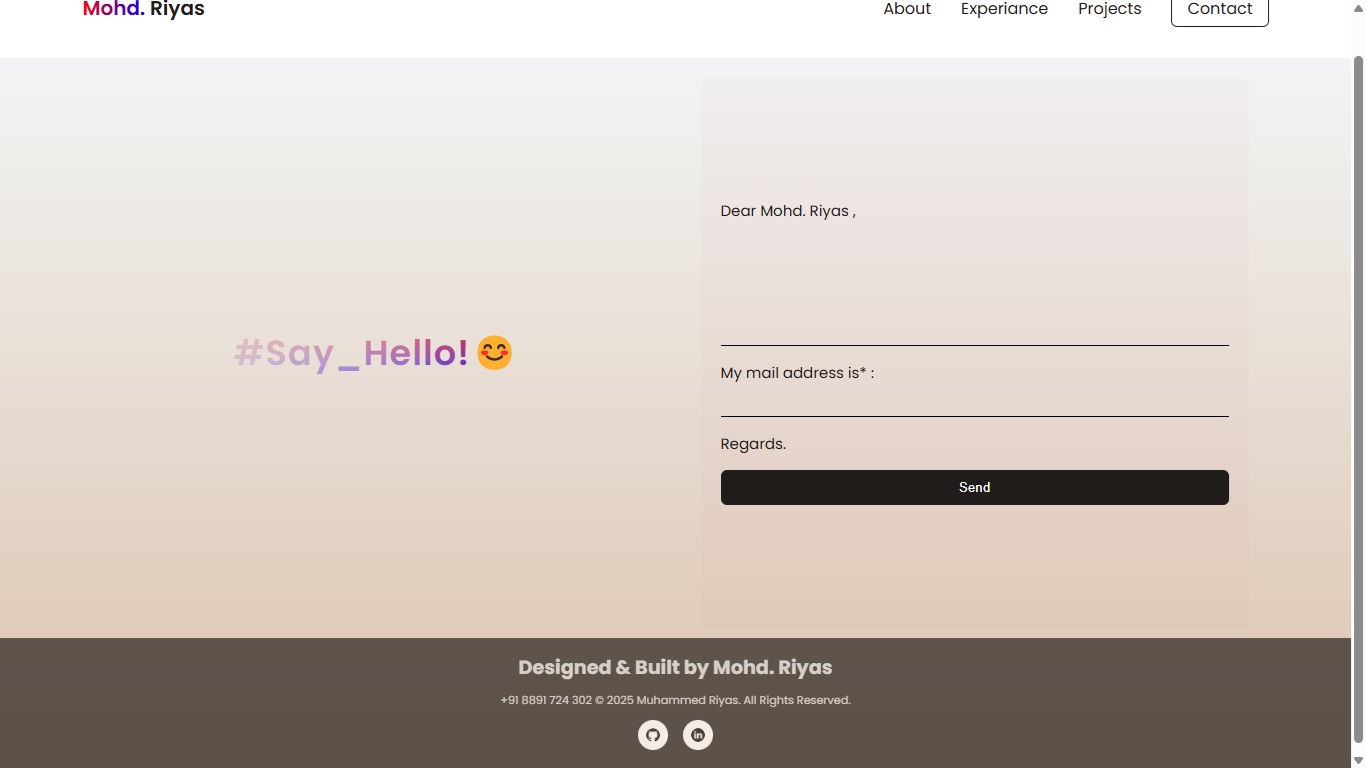 Mohd. Riyas
About Experiance Projects Contact
#Say_Hello! 😊
Dear Mohd. Riyas ,
My mail address is* :
Regards.
Send
Designed & Built by Mohd. Riyas
+91 8891 724 302 © 2025 Muhammed Riyas. All Rights Reserved.
in